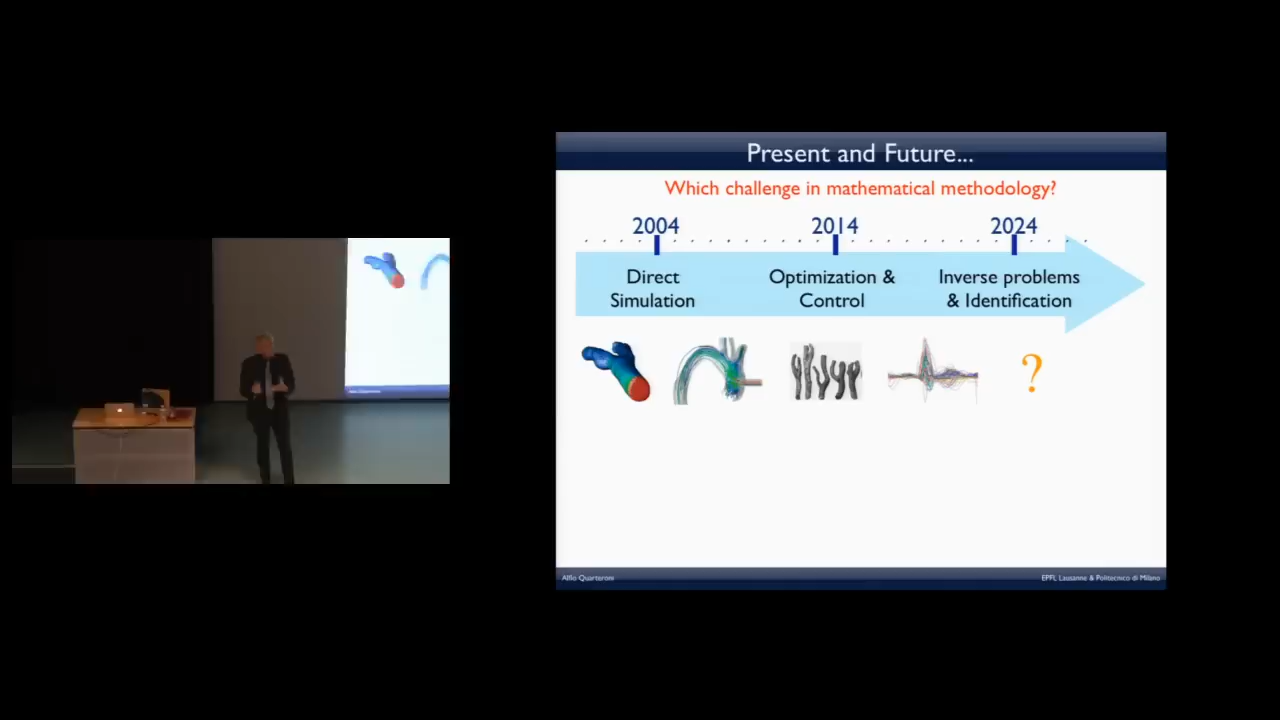 Present and Future...
Which challenge in mathematical methodology?
2004 2014 2024
Direct Simulation
Optimization & Control
Inverse problems & Identification
?
Alfio Quarteroni
EPFL, Lausanne & Politecnico di Milano